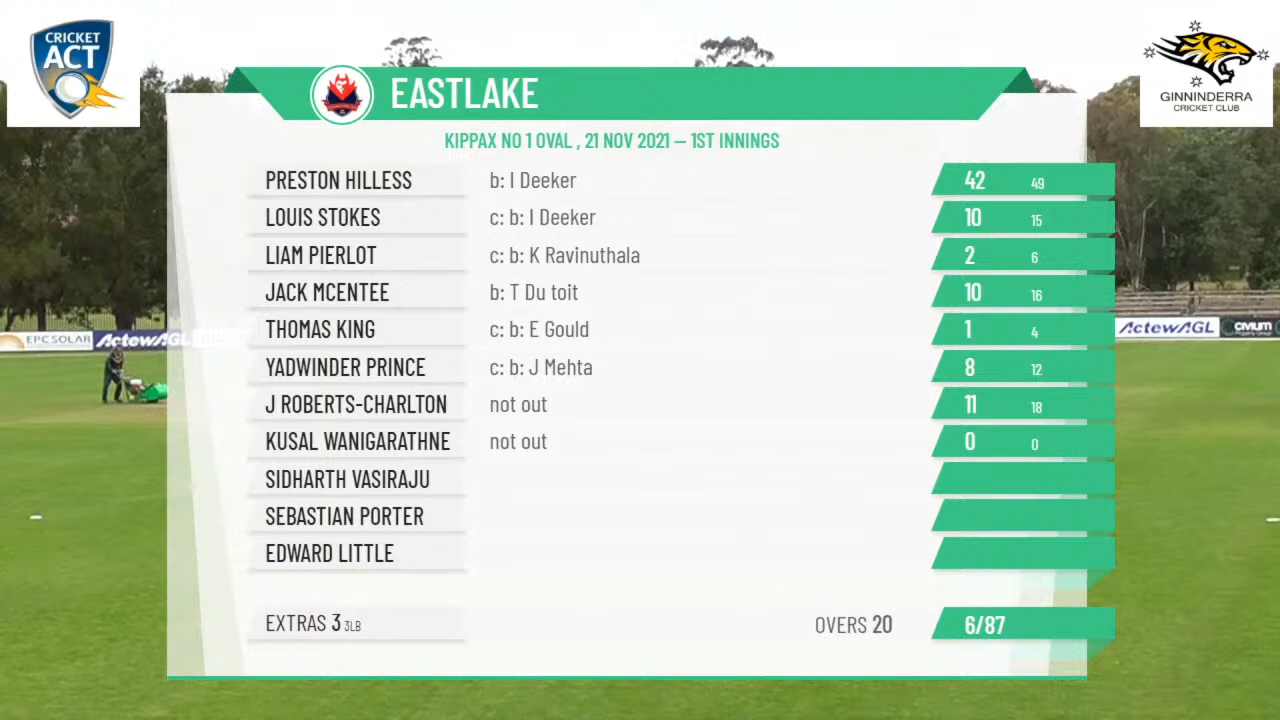 CRICKET
ACT
EASTLAKE
GINNINDERRA
CRICKET CLUB
KIPPAX NO 1 OVAL , 21 NOV 2021 – 1ST INNINGS
PRESTON HILLESS b: I Deeker 42 49
LOUIS STOKES c: b: I Deeker 10 15
LIAM PIERLOT c: b: K Ravinuthala 2 6
JACK MCENTEE b: T Du toit 10 16
THOMAS KING c: b: E Gould 1 4
YADWINDER PRINCE c: b: J Mehta 8 12
J ROBERTS-CHARLTON not out 11 18
KUSAL WANIGARATHNE not out 0 0
SIDHARTH VASIRAJU
SEBASTIAN PORTER
EDWARD LITTLE
EXTRAS 3 3LB OVERS 20 6/87
EPC SOLAR ActewAGL
ActewAGL CIVIUM